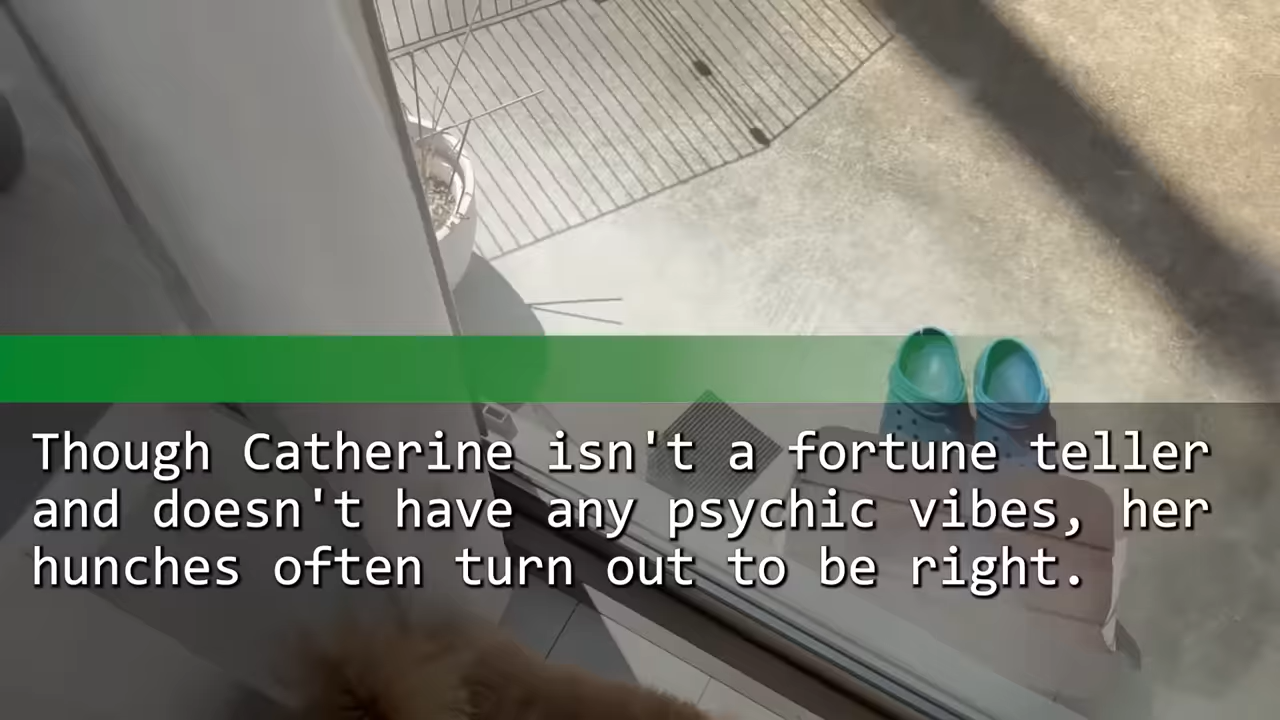 Though Catherine isn't a fortune teller
and doesn't have any psychic vibes, her
hunches often turn out to be right.